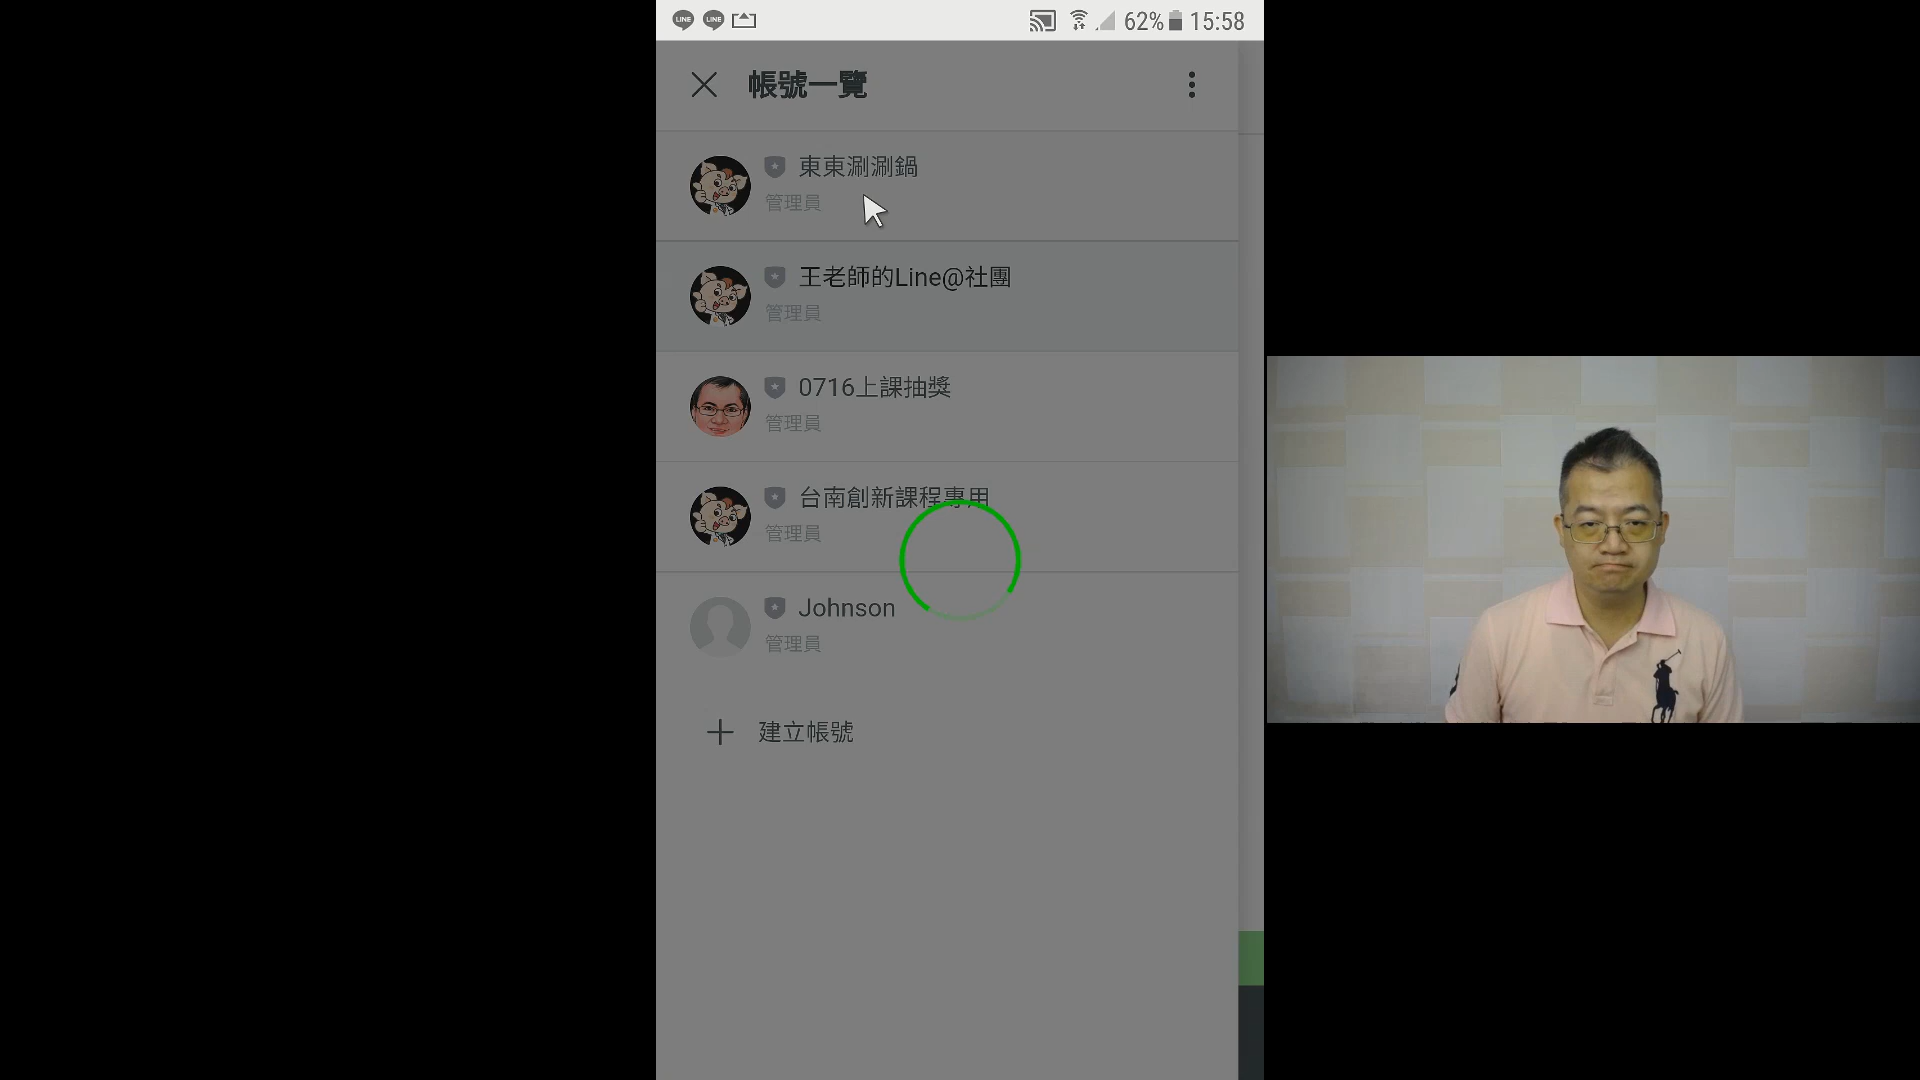 LINE LINE 62% 15:58
帳號一覽
東東涮涮鍋
管理員
王老師的Line@社團
管理員
0716上課抽獎
管理員
台南創新課程專用
管理員
Johnson
管理員
建立帳號